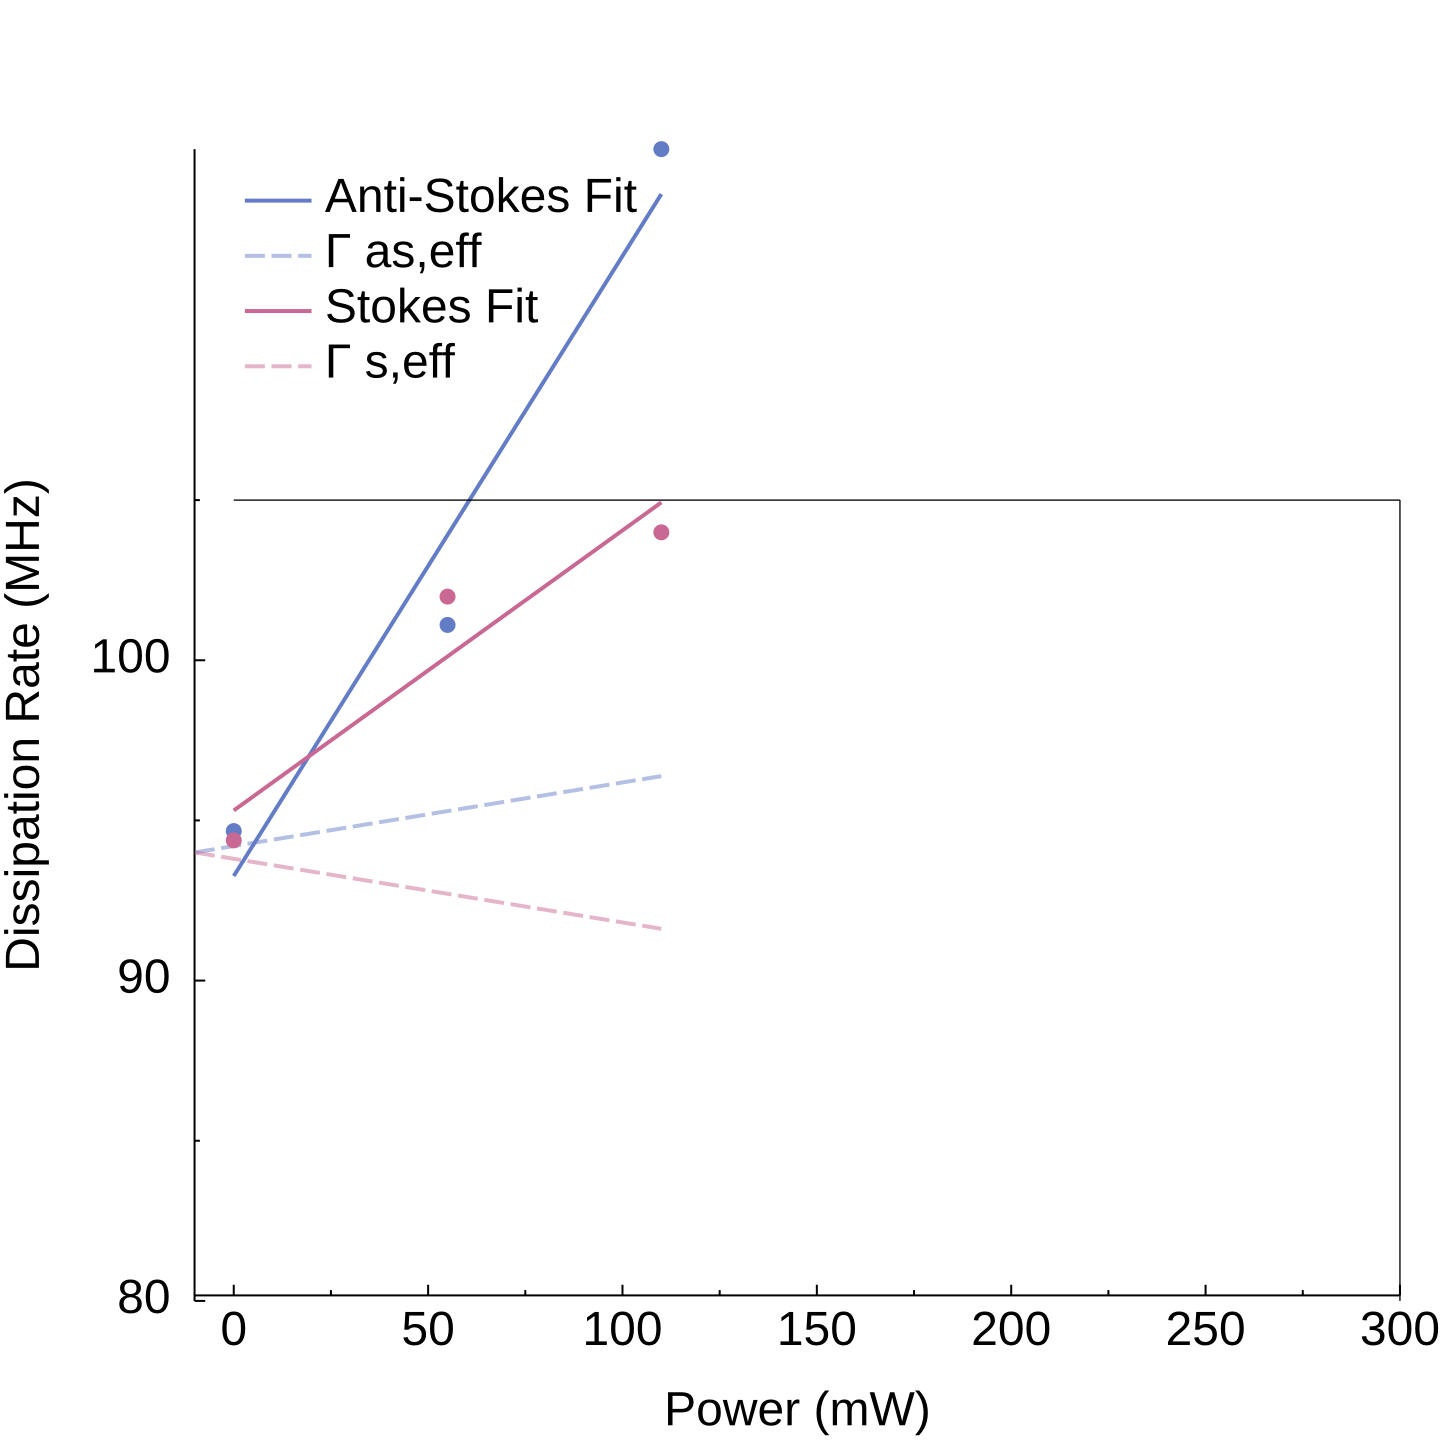 Anti-Stokes Fit
Γ as,eff
Stokes Fit
Γ s,eff
Dissipation Rate (MHz)
100
90
80
0 50 100 150 200 250 300
Power (mW)